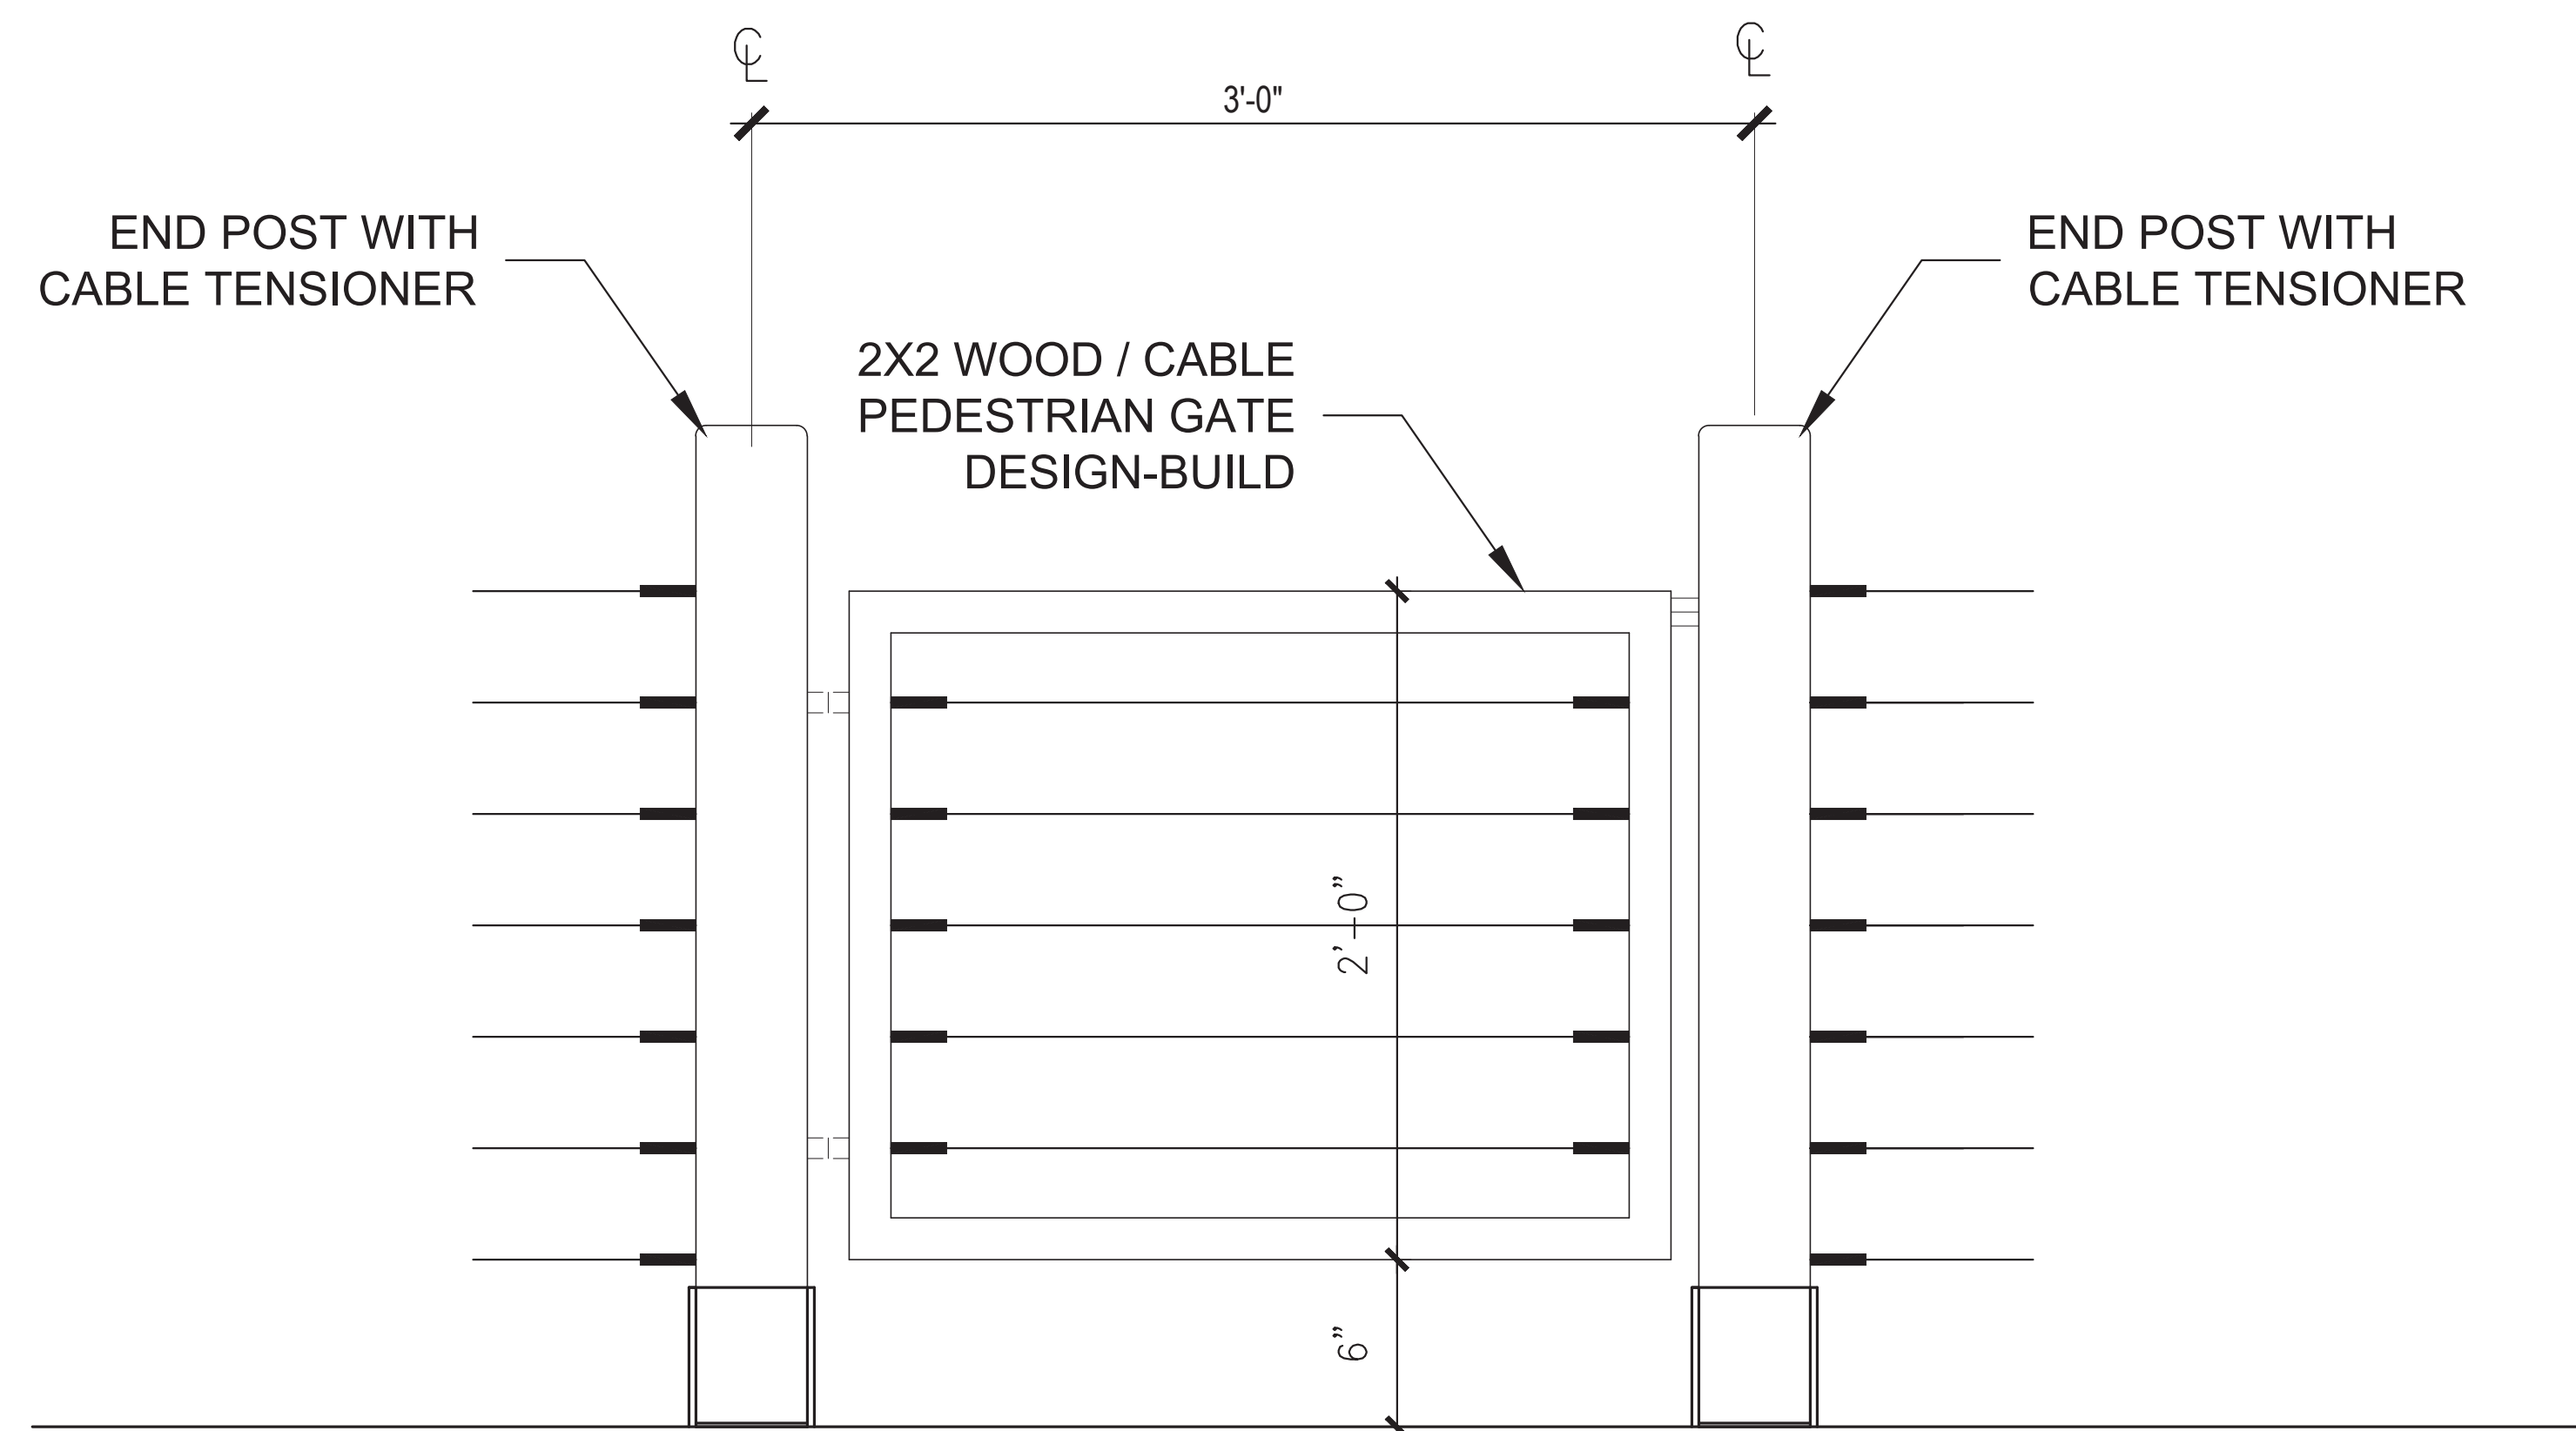 ℄
℄
3'-0"
END POST WITH
CABLE TENSIONER
END POST WITH
CABLE TENSIONER
2X2 WOOD / CABLE
PEDESTRIAN GATE
DESIGN-BUILD
2'-0"
6"